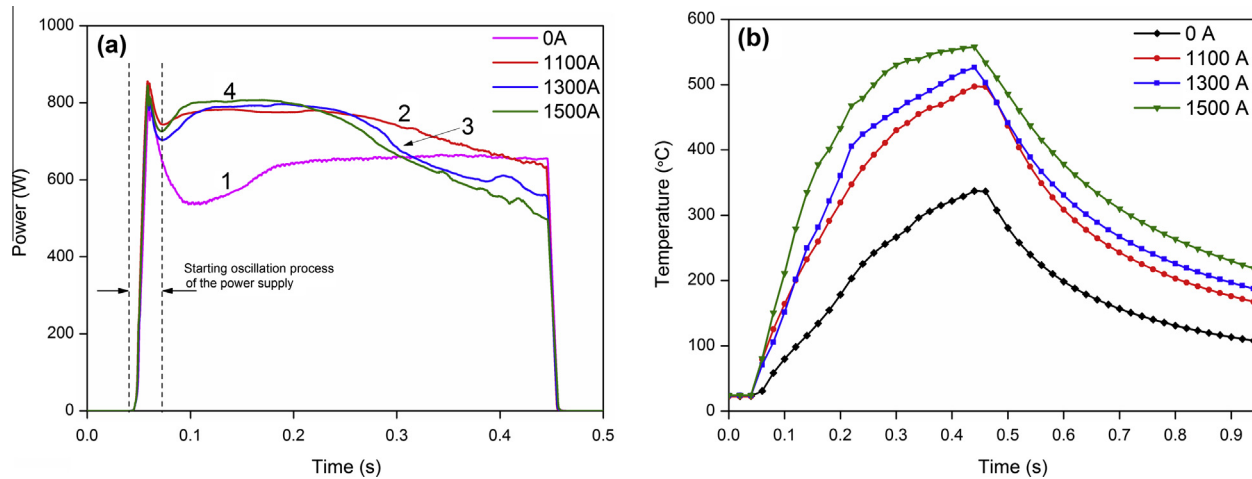 (a)
0A
1100A
1300A
1500A
1000
800
600
400
200
0
Power (W)
4
2
3
1
Starting oscillation process
of the power supply
0.0 0.1 0.2 0.3 0.4 0.5
Time (s)
(b)
0 A
1100 A
1300 A
1500 A
600
500
400
300
200
100
0
Temperature (°C)
0.0 0.1 0.2 0.3 0.4 0.5 0.6 0.7 0.8 0.9
Time (s)